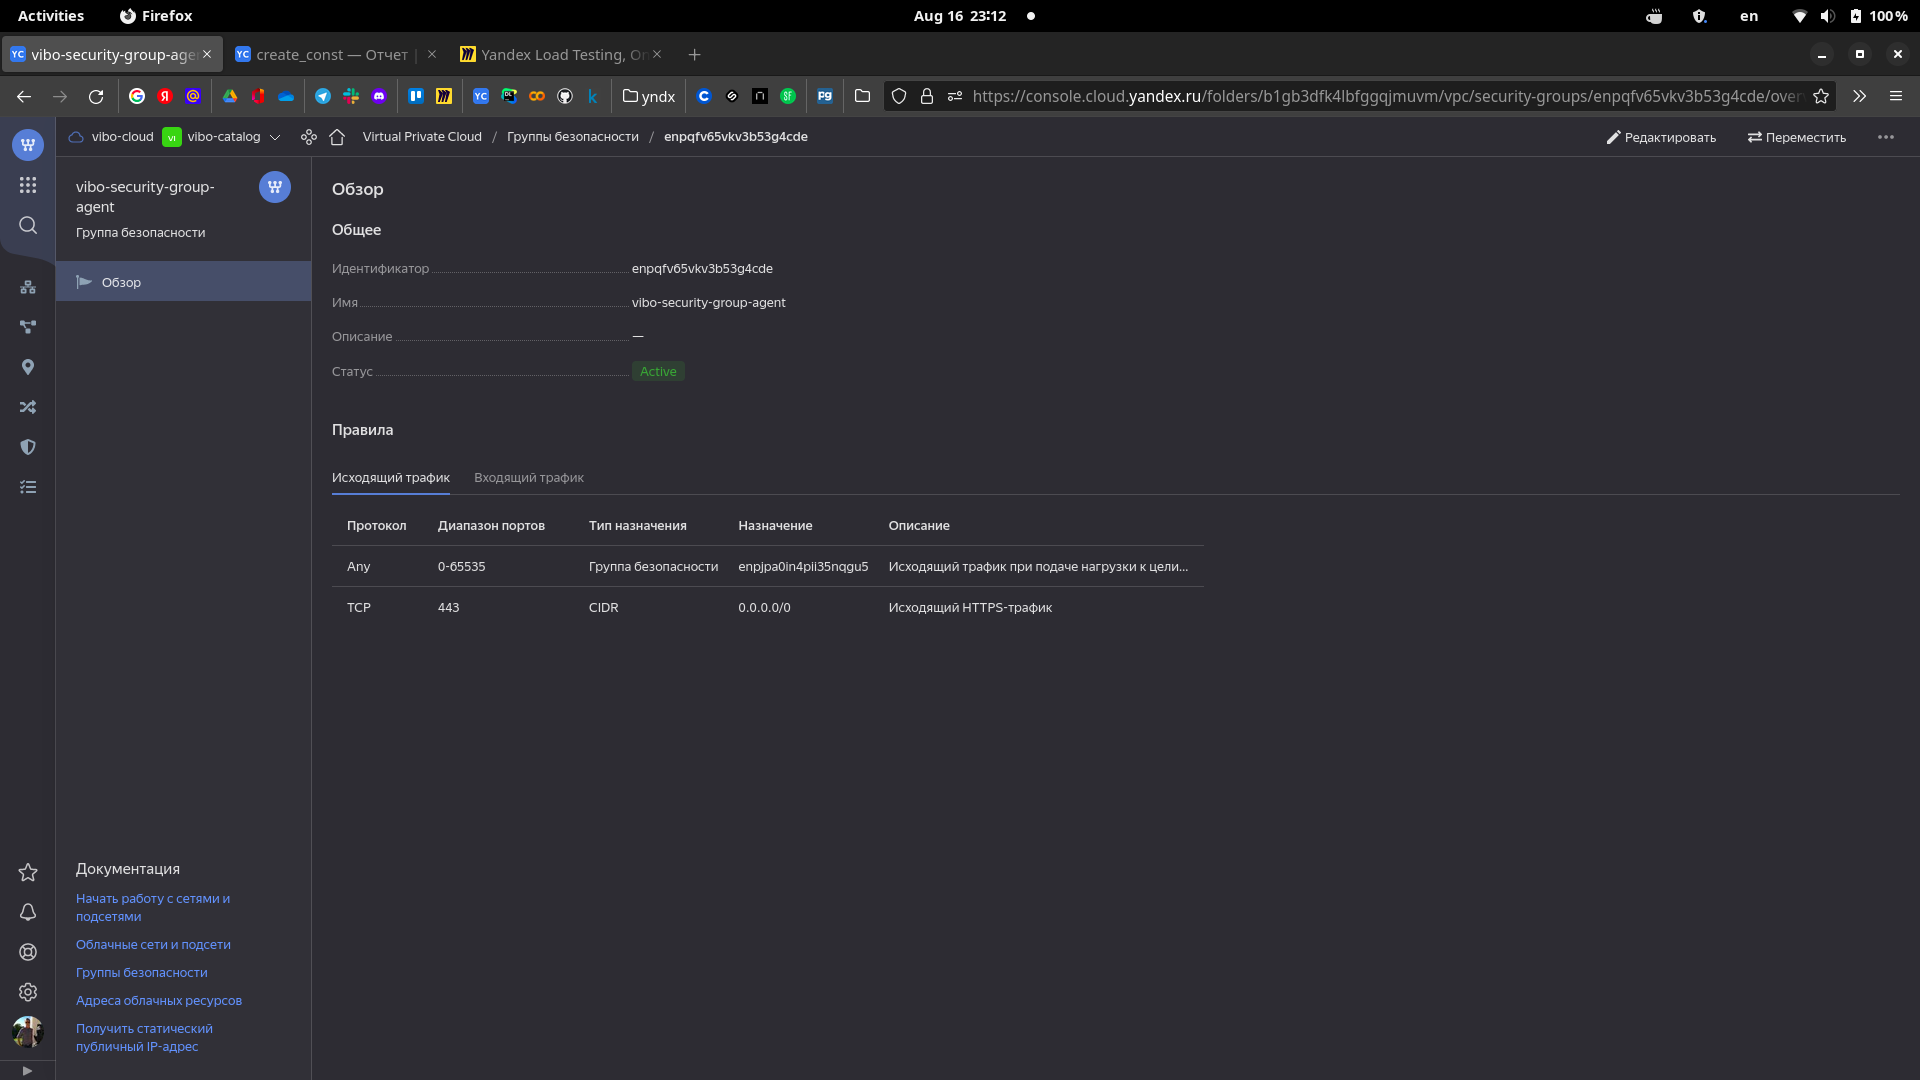 Activities Firefox Aug 16 23:12 en 100 %
vibo-security-group-age create_const — Отчет | Yandex Load Testing, On
yndx https://console.cloud.yandex.ru/folders/b1gb3dfk4lbfggqjmuvm/vpc/security-groups/enpqfv65vkv3b53g4cde/over
vibo-cloud vibo-catalog Virtual Private Cloud / Группы безопасности / enpqfv65vkv3b53g4cde Редактировать Переместить
vibo-security-group-
agent
Группа безопасности
Обзор
Обзор
Общее
Идентификатор enpqfv65vkv3b53g4cde
Имя vibo-security-group-agent
Описание —
Статус Active
Правила
Исходящий трафик Входящий трафик
Протокол Диапазон портов Тип назначения Назначение Описание
Any 0-65535 Группа безопасности enpjpa0in4pii35nqgu5 Исходящий трафик при подаче нагрузки к цели...
TCP 443 CIDR 0.0.0.0/0 Исходящий HTTPS-трафик
Документация
Начать работу с сетями и
подсетями
Облачные сети и подсети
Группы безопасности
Адреса облачных ресурсов
Получить статический
публичный IP-адрес